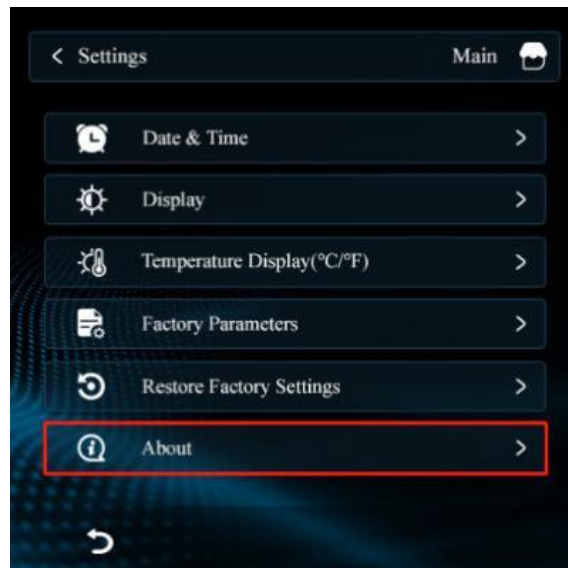 Settings
Main
Date & Time
Display
Temperature Display(°C/°F)
Factory Parameters
Restore Factory Settings
About